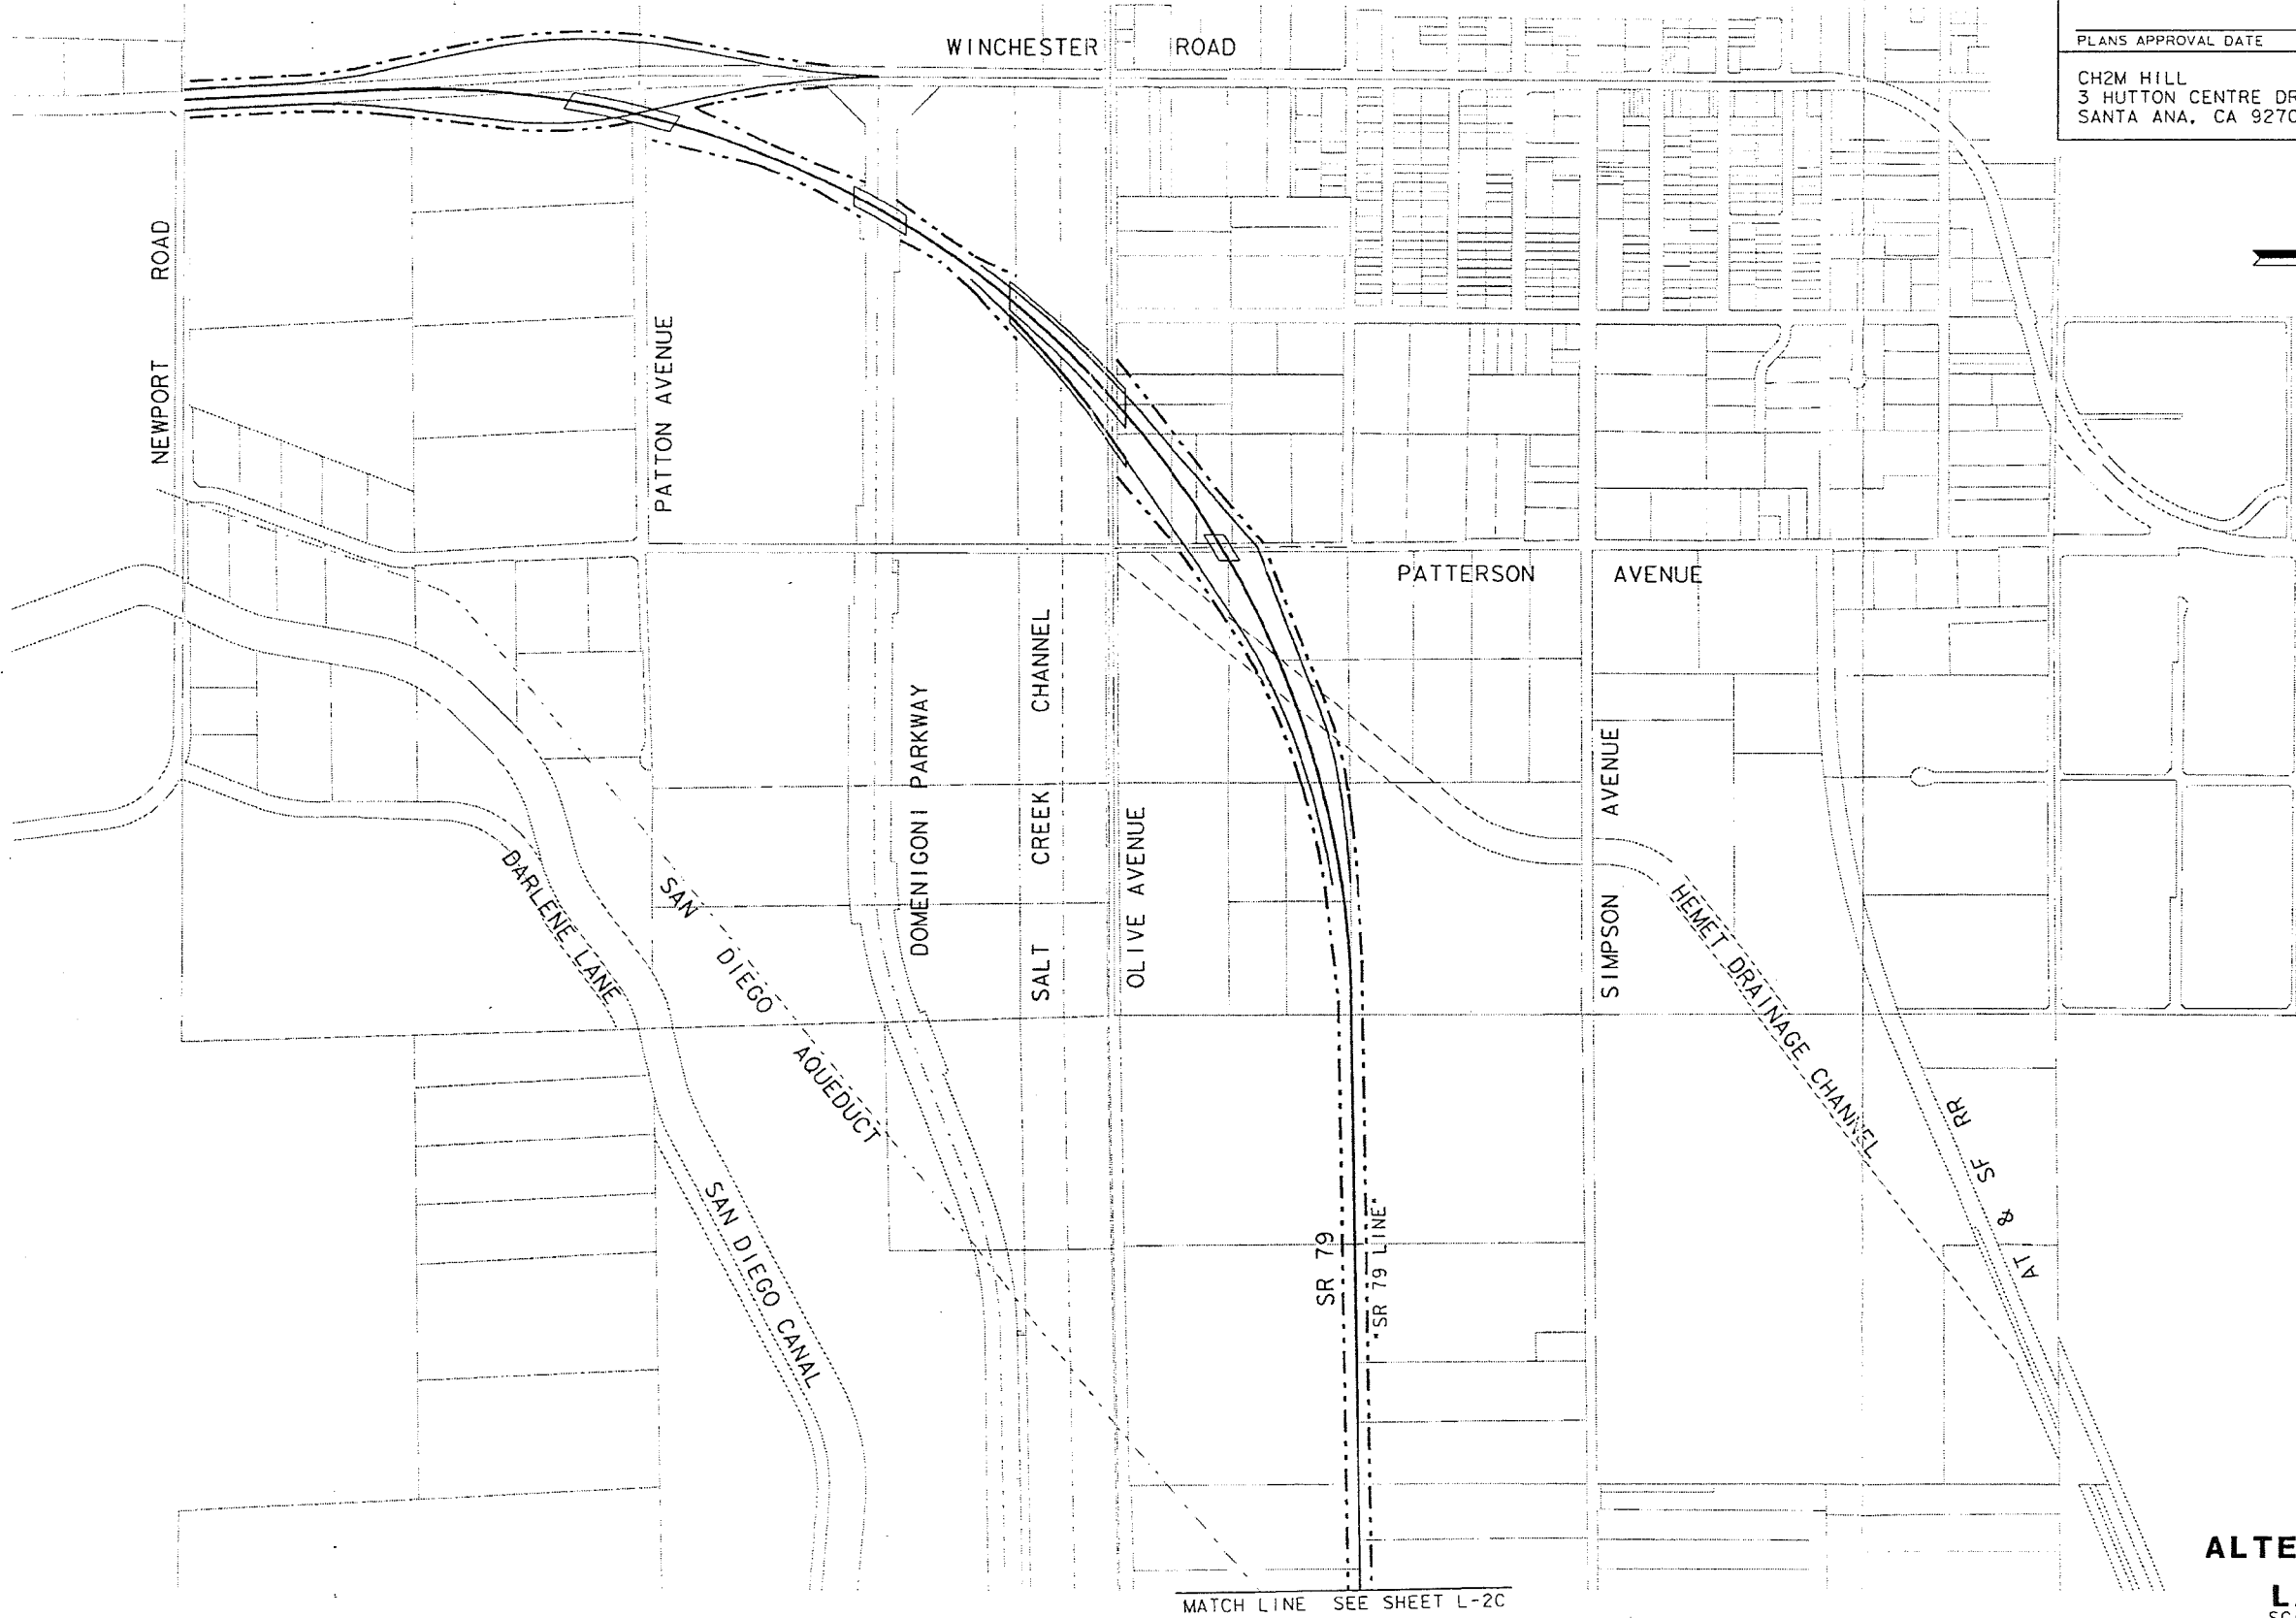 WINCHESTER ROAD
PLANS APPROVAL DATE
CH2M HILL
3 HUTTON CENTRE DR
SANTA ANA, CA 9270
NEWPORT ROAD
PATTON AVENUE
PATTERSON AVENUE
DOMENIGONI PARKWAY
SALT CREEK CHANNEL
OLIVE AVENUE
SIMPSON AVENUE
DARLENE LANE
SAN DIEGO AQUEDUCT
HEMET DRAINAGE CHANNEL
AT & SF RR
SAN DIEGO CANAL
SR 79
"SR 79 LINE"
MATCH LINE SEE SHEET L-2C
ALTE
L